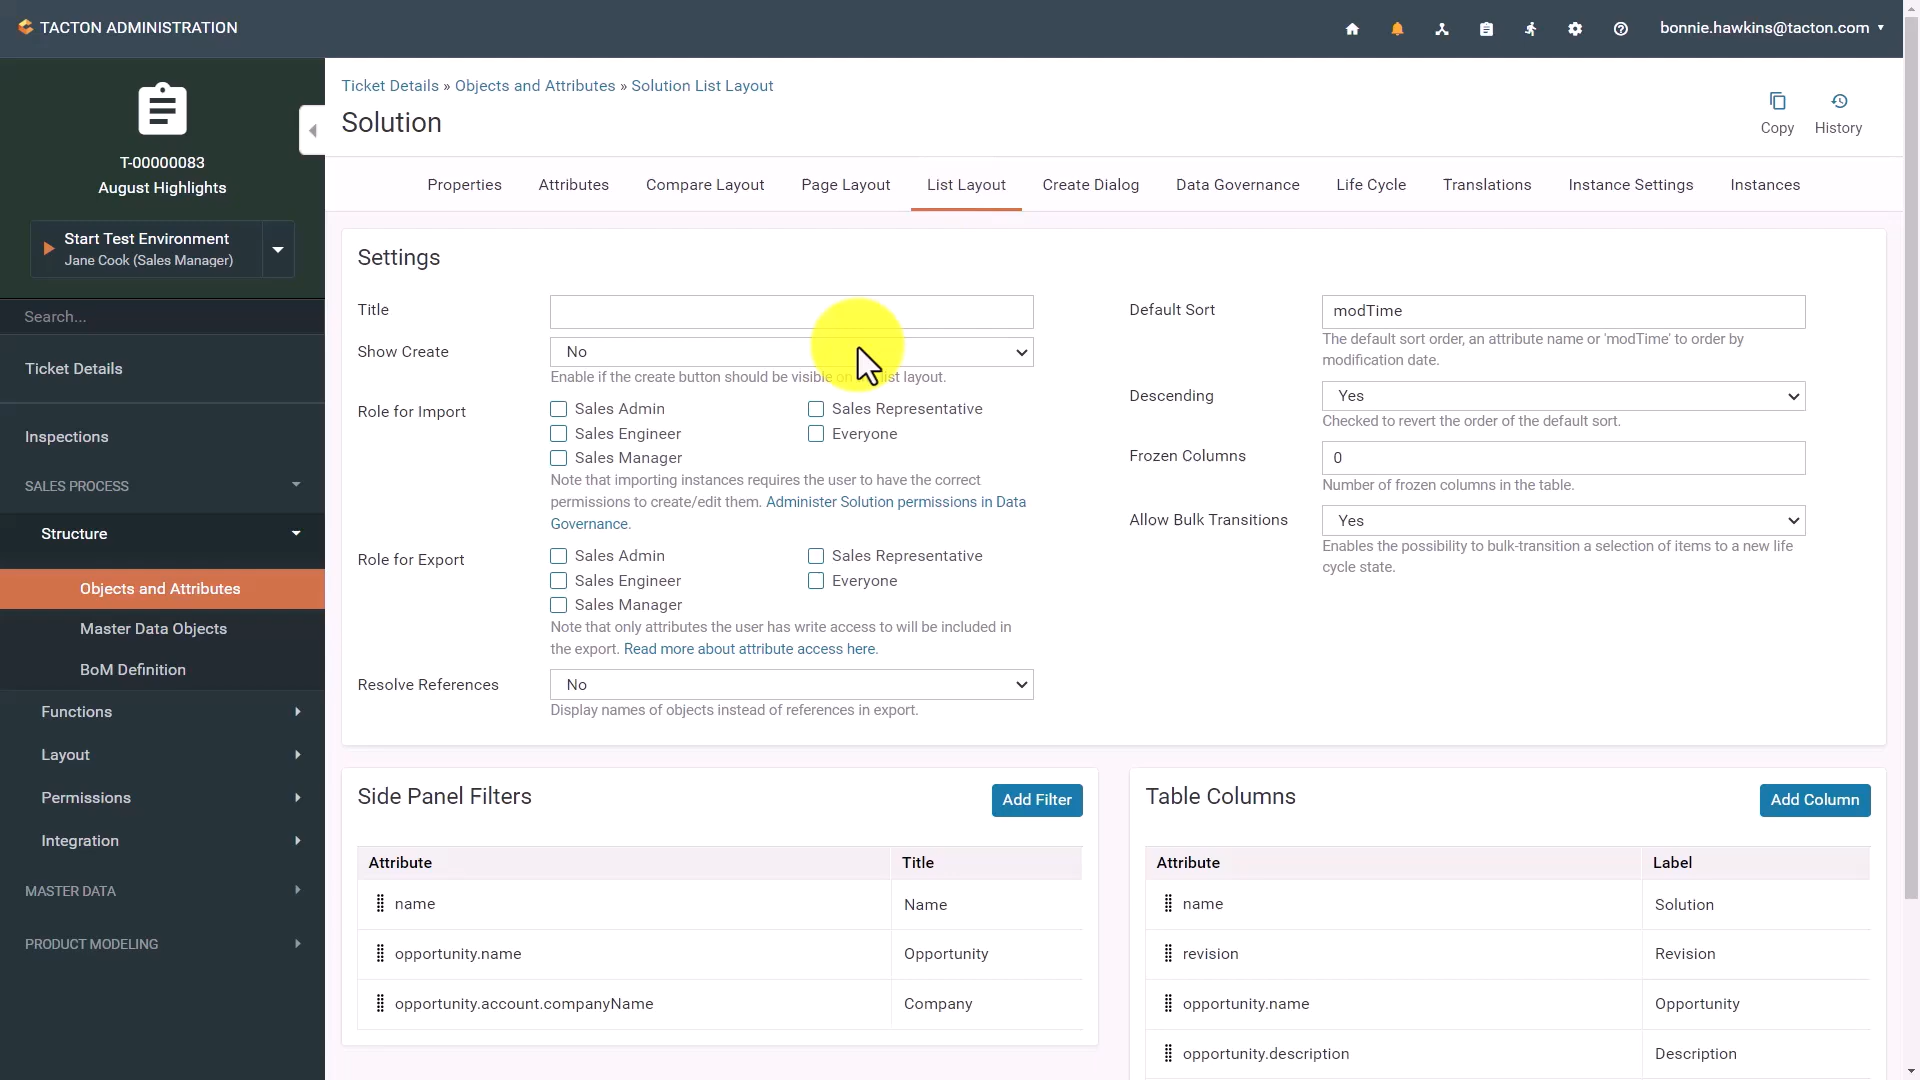 TACTON ADMINISTRATION
bonnie.hawkins@tacton.com
T-00000083
August Highlights
Start Test Environment
Jane Cook (Sales Manager)
Search...
Ticket Details
Inspections
SALES PROCESS
Structure
Objects and Attributes
Master Data Objects
BoM Definition
Functions
Layout
Permissions
Integration
MASTER DATA
PRODUCT MODELING
Ticket Details » Objects and Attributes » Solution List Layout
Solution
Copy
History
Properties
Attributes
Compare Layout
Page Layout
List Layout
Create Dialog
Data Governance
Life Cycle
Translations
Instance Settings
Instances
Settings
Title
Show Create
No
Enable if the create button should be visible on list layout.
Role for Import
Sales Admin
Sales Representative
Sales Engineer
Everyone
Sales Manager
Note that importing instances requires the user to have the correct
permissions to create/edit them. Administer Solution permissions in Data
Governance.
Role for Export
Sales Admin
Sales Representative
Sales Engineer
Everyone
Sales Manager
Note that only attributes the user has write access to will be included in
the export. Read more about attribute access here.
Resolve References
No
Display names of objects instead of references in export.
Default Sort
modTime
The default sort order, an attribute name or 'modTime' to order by
modification date.
Descending
Yes
Checked to revert the order of the default sort.
Frozen Columns
0
Number of frozen columns in the table.
Allow Bulk Transitions
Yes
Enables the possibility to bulk-transition a selection of items to a new life
cycle state.
Side Panel Filters
Add Filter
Attribute
Title
name
Name
opportunity.name
Opportunity
opportunity.account.companyName
Company
Table Columns
Add Column
Attribute
Label
name
Solution
revision
Revision
opportunity.name
Opportunity
opportunity.description
Description